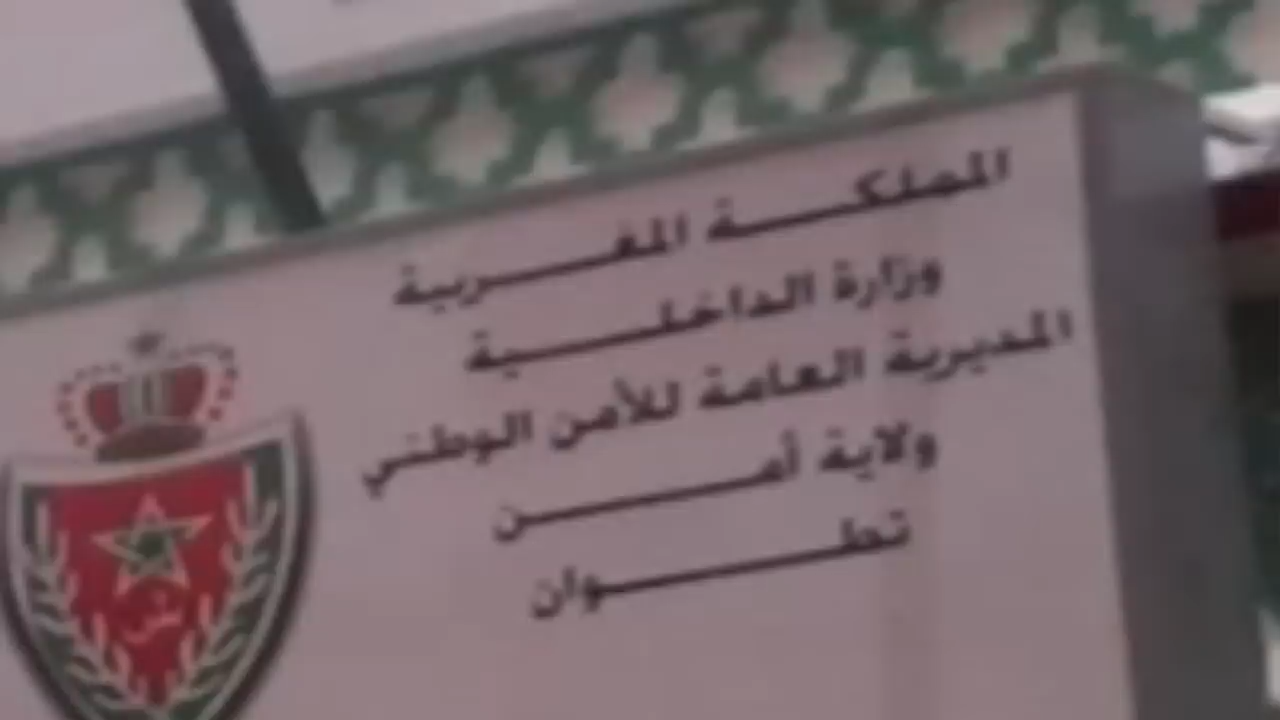 المملكة المغربية
وزارة الداخلية
المديرية العامة للأمن الوطني
ولاية أمن
تطوان